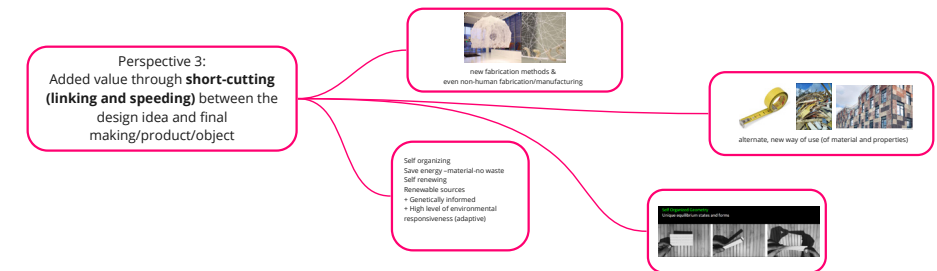 Perspective 3:
Added value through short-cutting
(linking and speeding) between the
design idea and final
making/product/object
new fabrication methods &
even non-human fabrication/manufacturing
alternate, new way of use (of material and properties)
Self organizing
Save energy –material-no waste
Self renewing
Renewable sources
+ Genetically informed
+ High level of environmental
responsiveness (adaptive)
Self Organized Geometry
Unique equilibrium states and forms